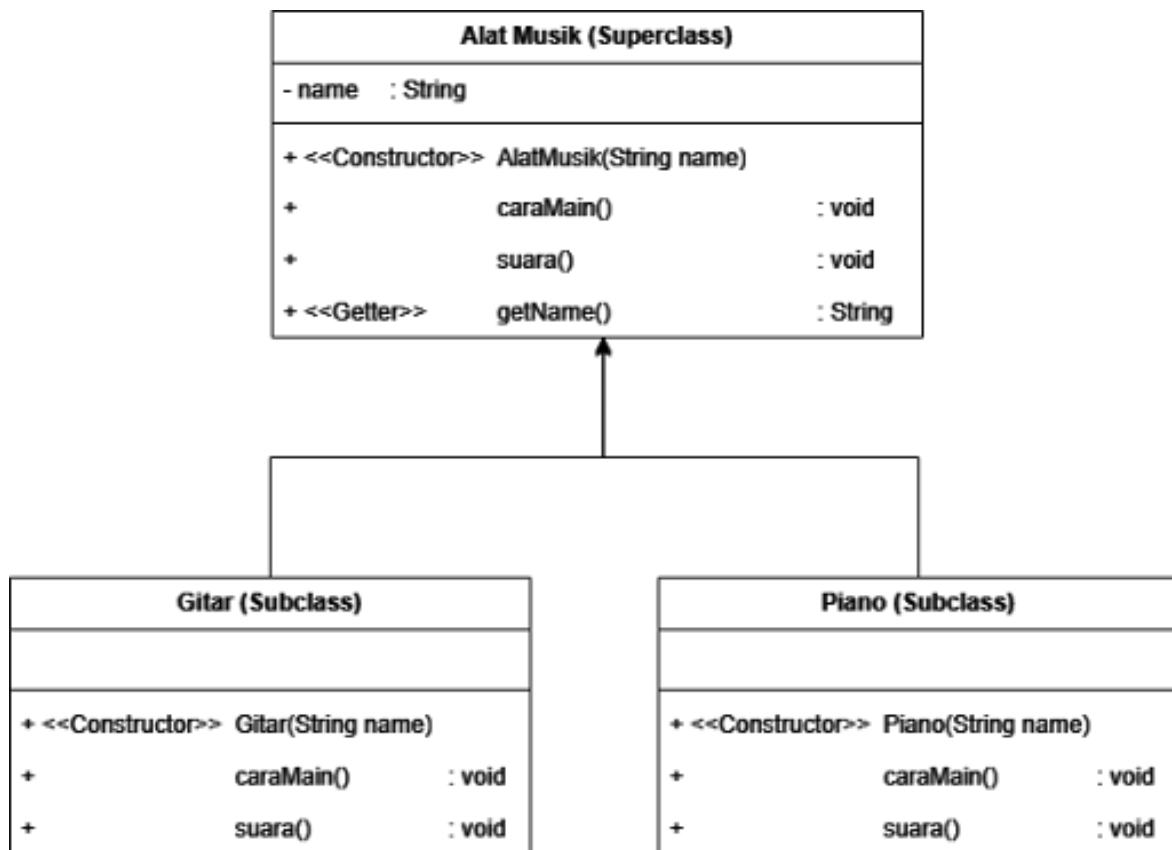 Alat Musik (Superclass)
- name : String
+ <<Constructor>> AlatMusik(String name)
+ caraMain() : void
+ suara() : void
+ <<Getter>> getName() : String
Gitar (Subclass)
+ <<Constructor>> Gitar(String name)
+ caraMain() : void
+ suara() : void
Piano (Subclass)
+ <<Constructor>> Piano(String name)
+ caraMain() : void
+ suara() : void